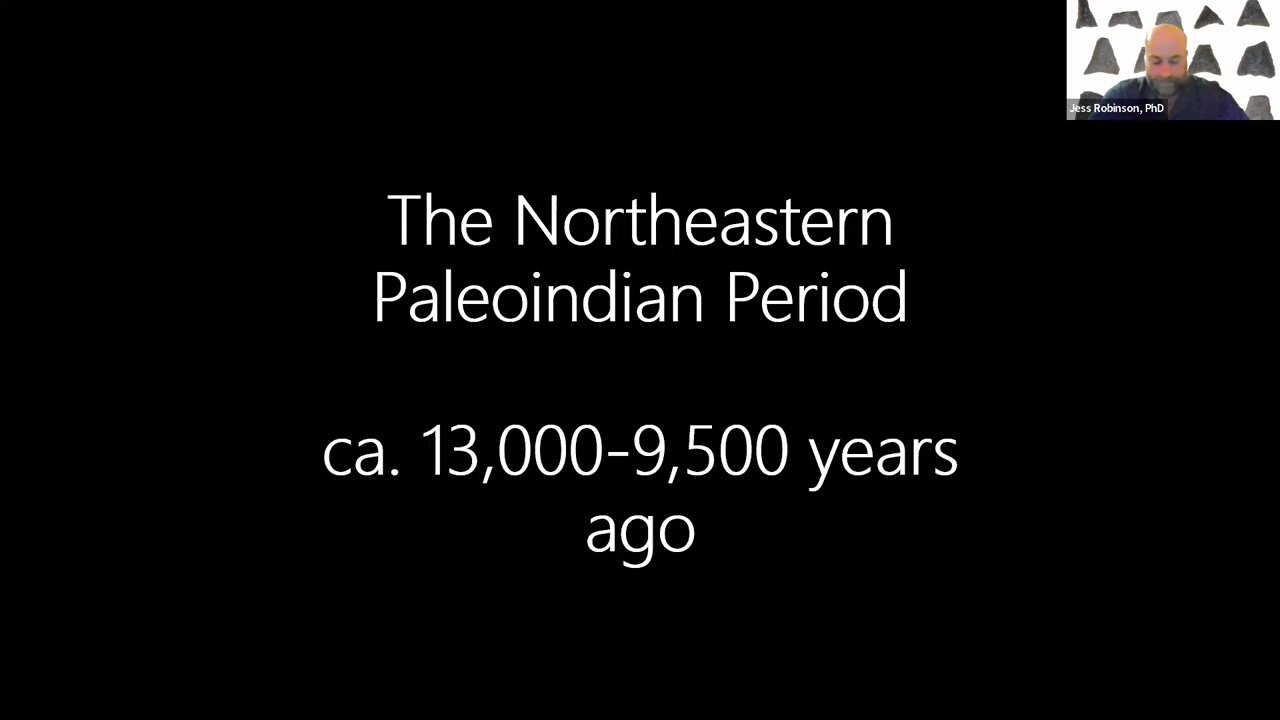 Jess Robinson, PhD
The Northeastern
Paleoindian Period
ca. 13,000-9,500 years
ago